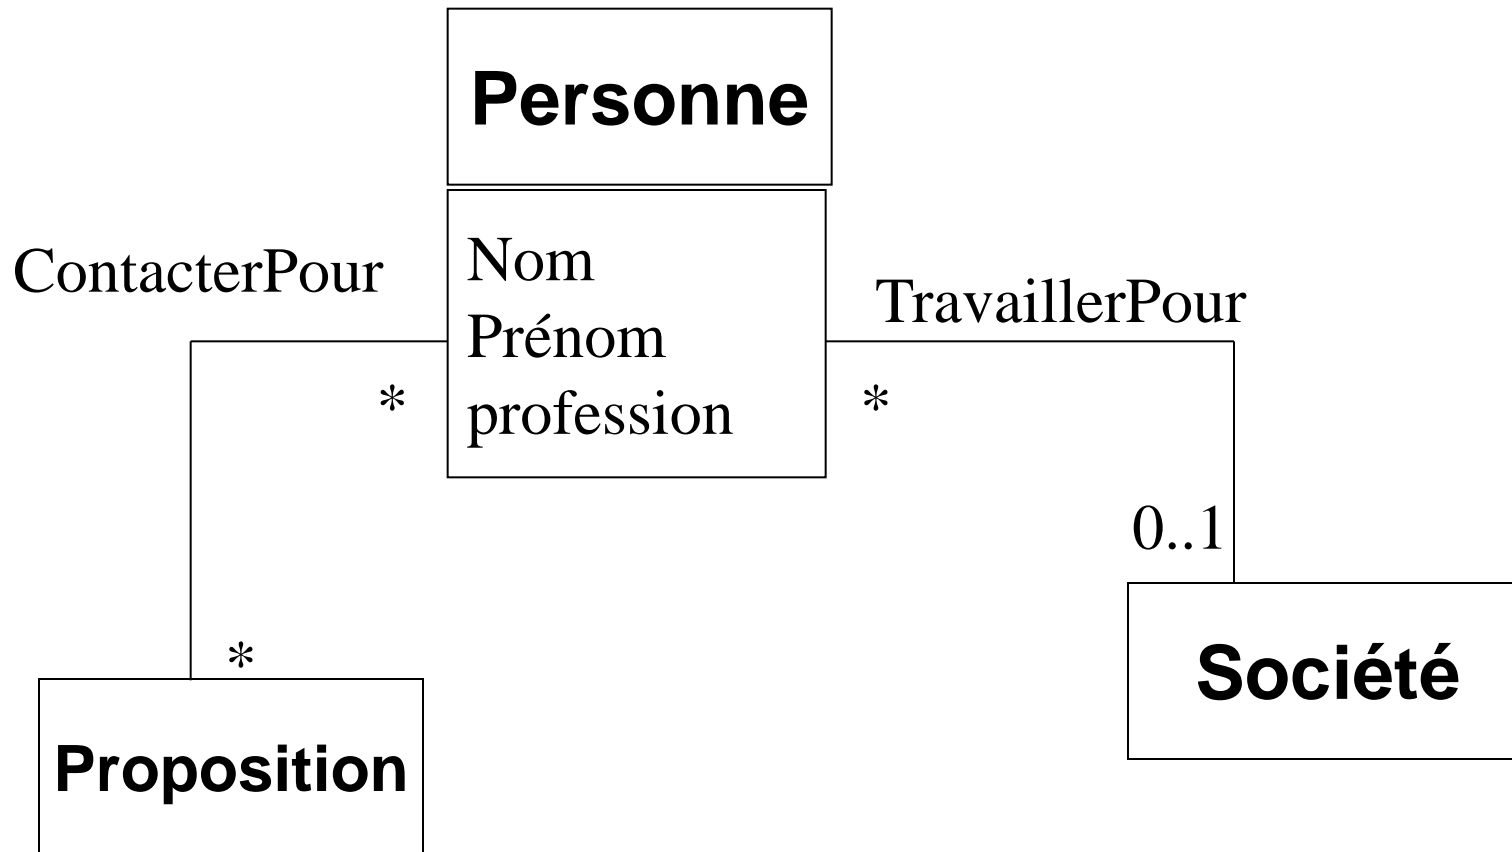 Personne
ContacterPour
Nom
Prénom
profession
TravaillerPour
*
*
0..1
*
Société
Proposition